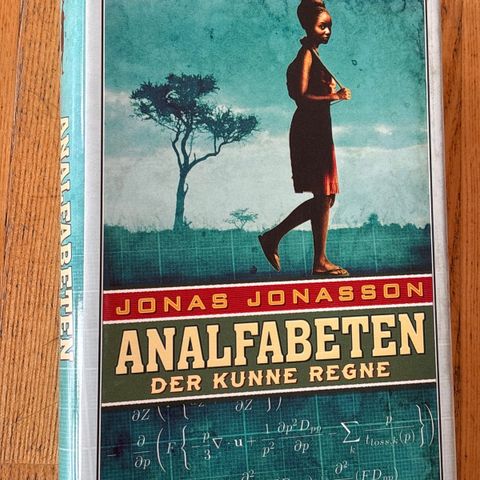 ANALFABETEN
JONAS JONASSON
ANALFABETEN
DER KUNNE REGNE